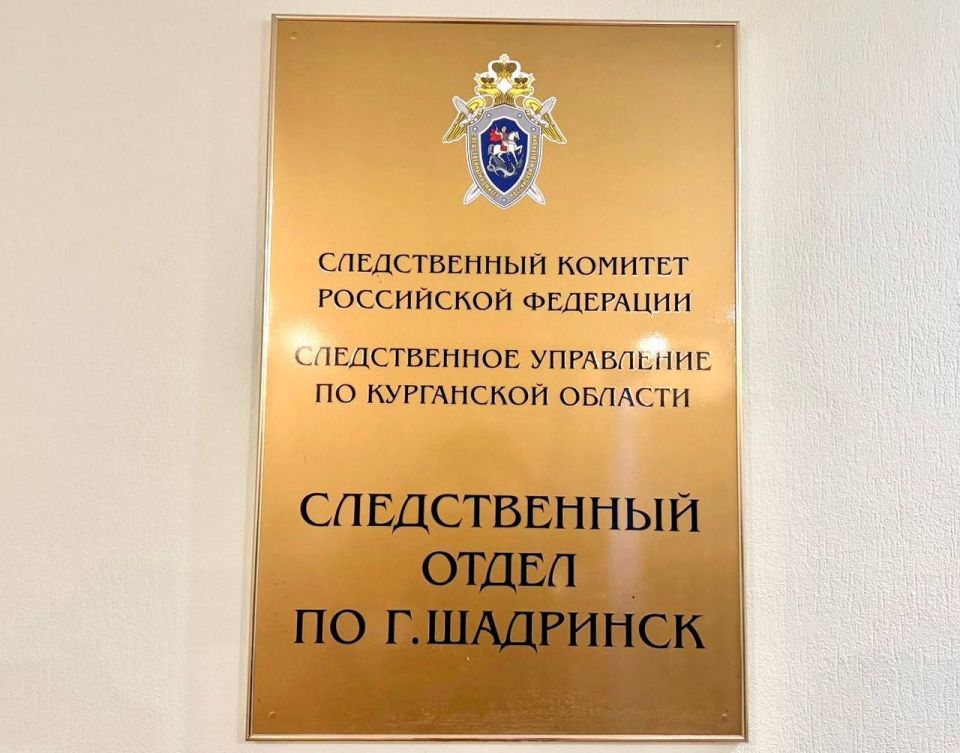 СЛЕДСТВЕННЫЙ КОМИТЕТ
РОССИЙСКОЙ ФЕДЕРАЦИИ
СЛЕДСТВЕННОЕ УПРАВЛЕНИЕ
ПО КУРГАНСКОЙ ОБЛАСТИ
СЛЕДСТВЕННЫЙ
ОТДЕЛ
ПО Г.ШАДРИНСК